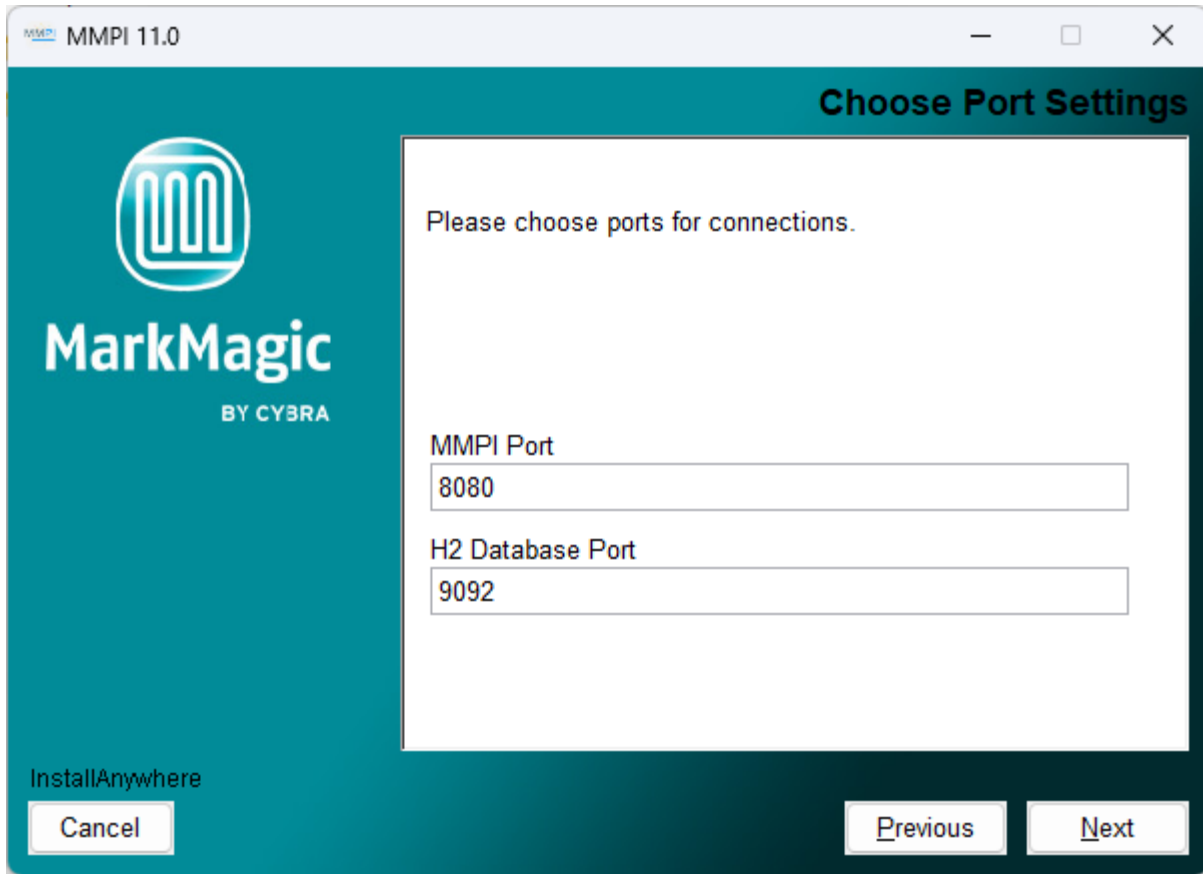 MMPI MMPI 11.0
Choose Port Settings
MarkMagic
BY CYBRA
Please choose ports for connections.
MMPI Port
8080
H2 Database Port
9092
InstallAnywhere
Cancel
Previous
Next